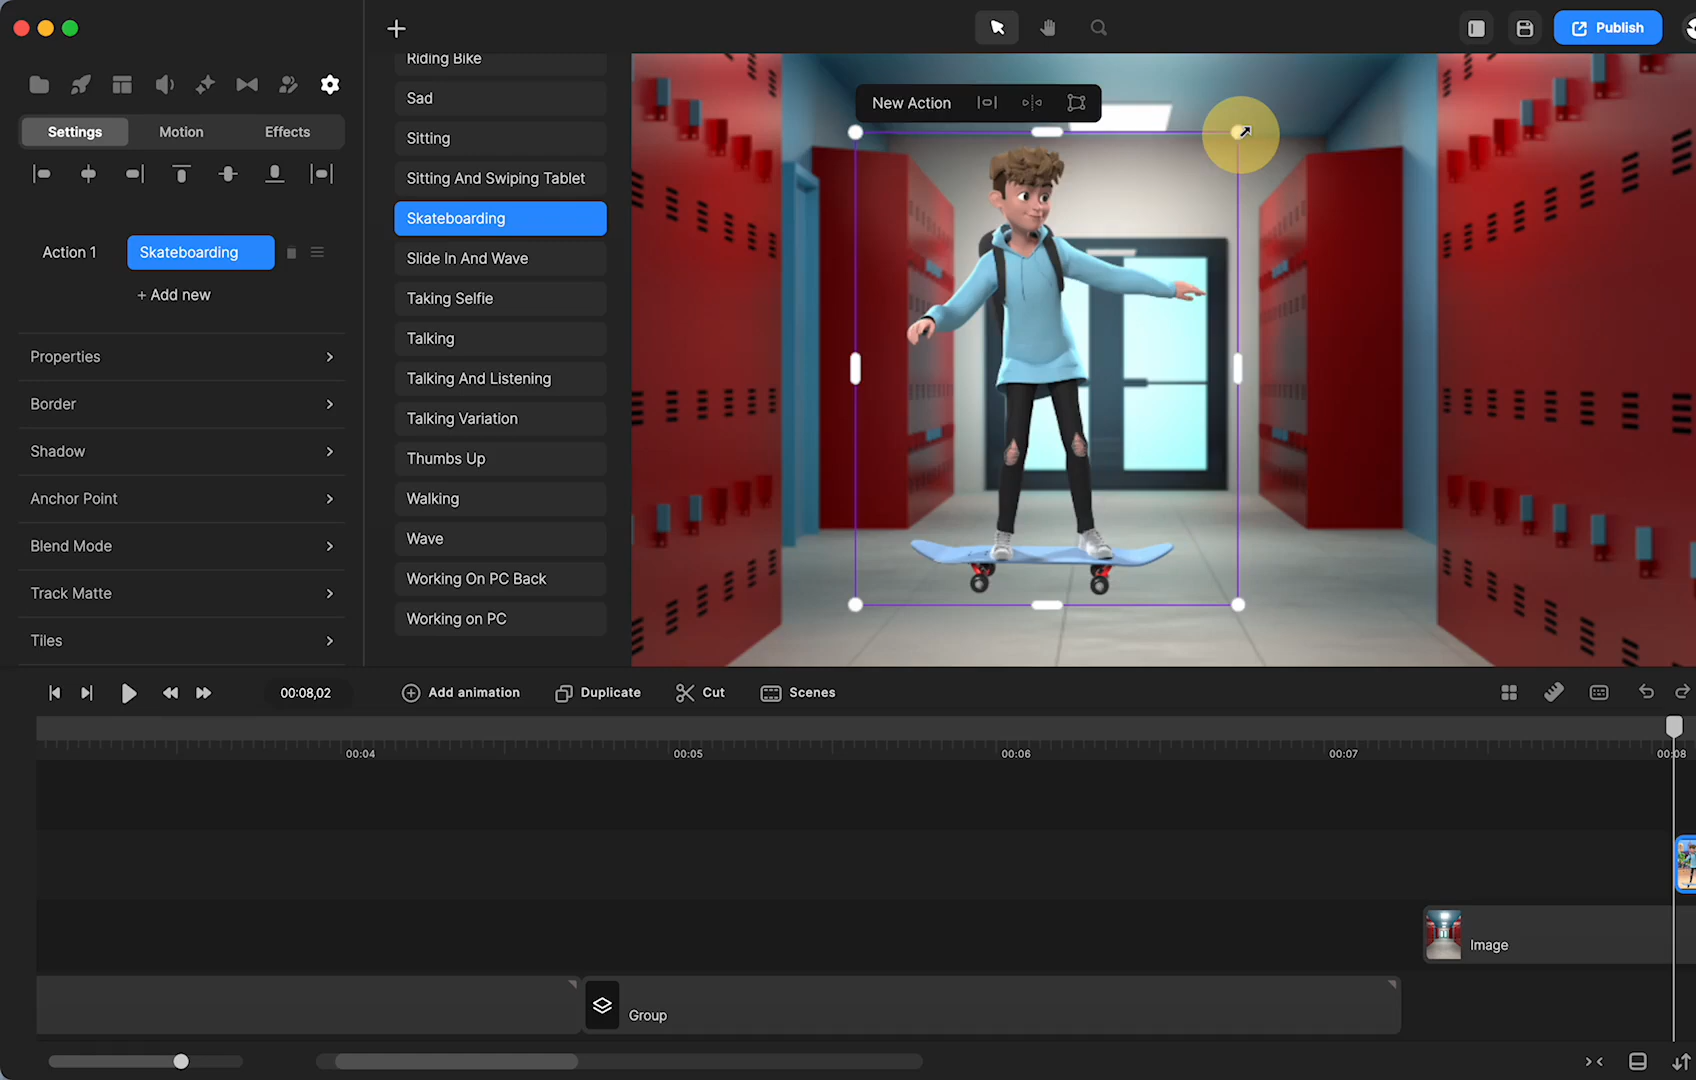 Publish
Settings
Motion
Effects
Action 1
Skateboarding
+ Add new
Properties
Border
Shadow
Anchor Point
Blend Mode
Track Matte
Tiles
Riding Bike
Sad
Sitting
Sitting And Swiping Tablet
Skateboarding
Slide In And Wave
Taking Selfie
Talking
Talking And Listening
Talking Variation
Thumbs Up
Walking
Wave
Working On PC Back
Working on PC
New Action
00:08,02
Add animation
Duplicate
Cut
Scenes
00:04
00:05
00:06
00:07
00:08
Image
Group